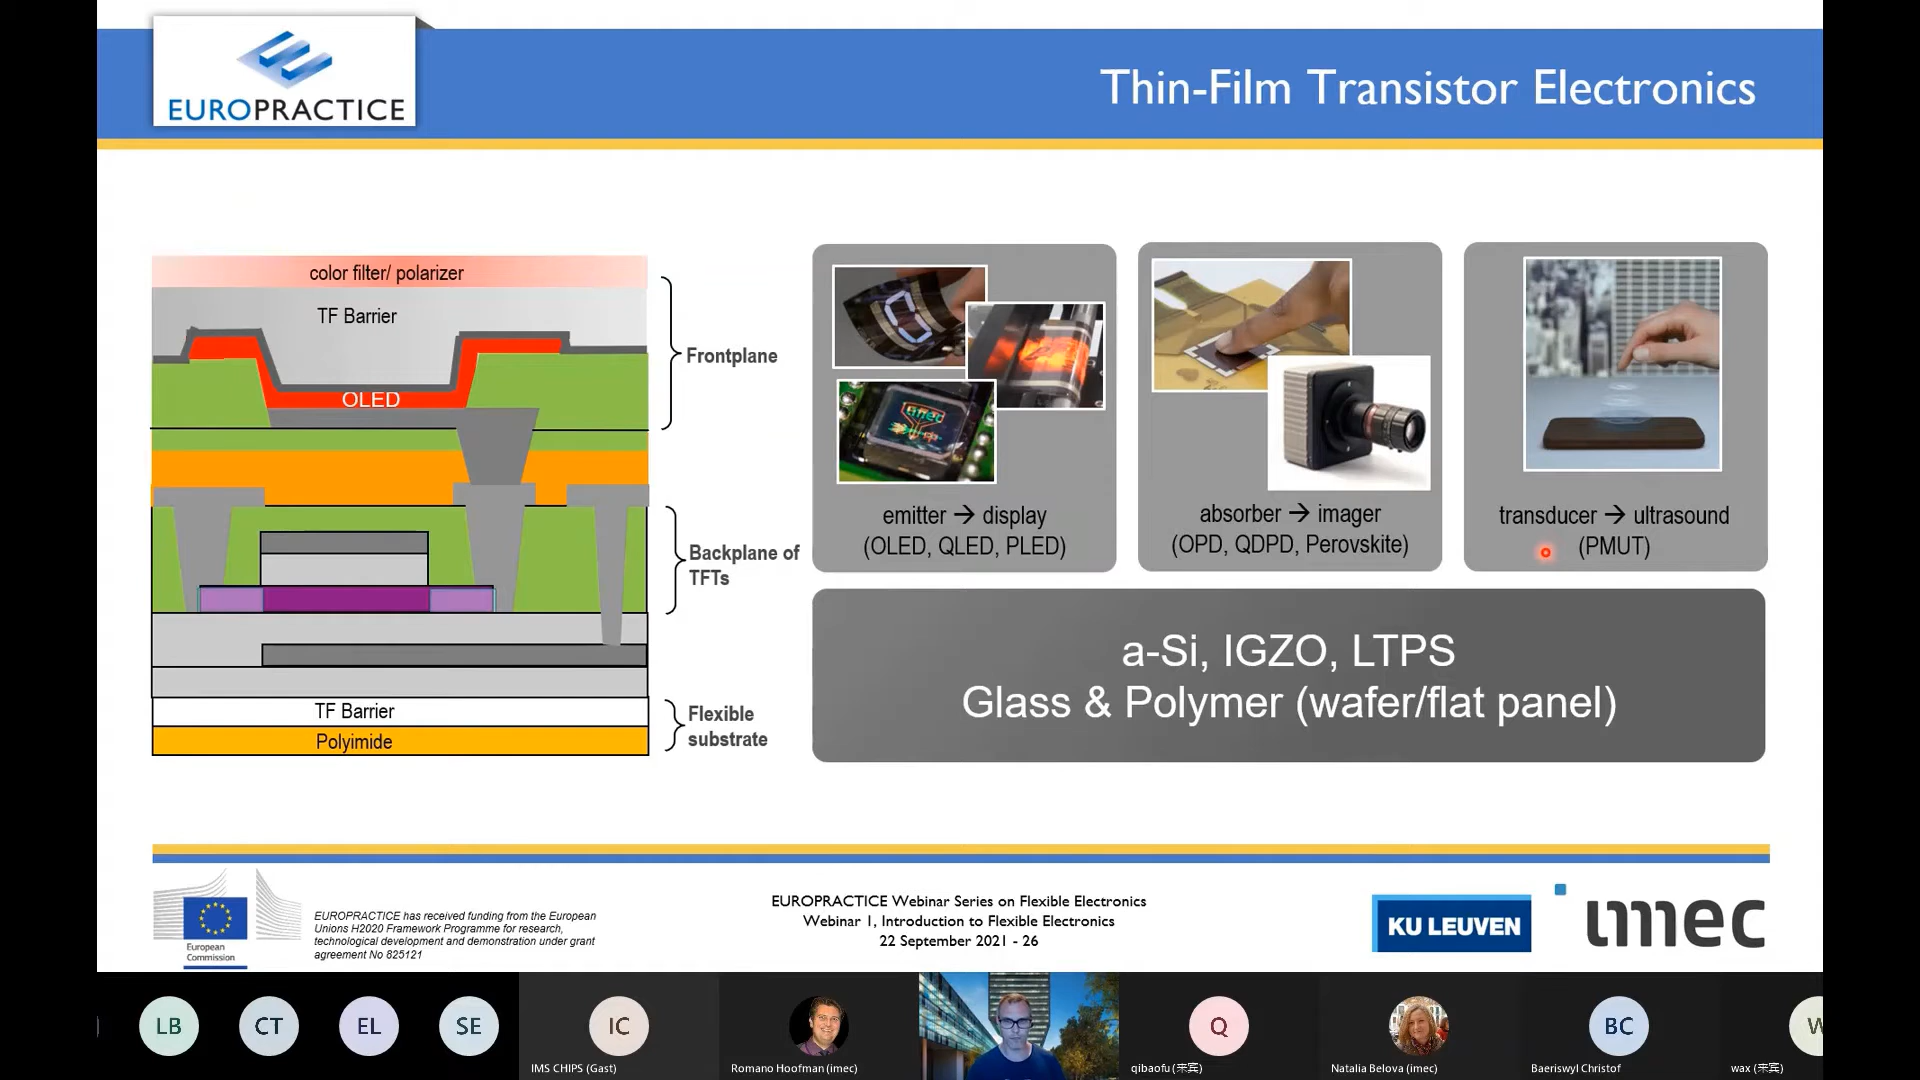 EUROPRACTICE
Thin-Film Transistor Electronics
color filter/ polarizer
TF Barrier
OLED
Frontplane
Backplane of
TFTs
TF Barrier
Polyimide
Flexible
substrate
imec
emitter → display
(OLED, QLED, PLED)
absorber → imager
(OPD, QDPD, Perovskite)
transducer → ultrasound
(PMUT)
a-Si, IGZO, LTPS
Glass & Polymer (wafer/flat panel)
European
Commission
EUROPRACTICE has received funding from the European
Unions H2020 Framework Programme for research,
technological development and demonstration under grant
agreement No 825121
EUROPRACTICE Webinar Series on Flexible Electronics
Webinar 1, Introduction to Flexible Electronics
22 September 2021 - 26
KU LEUVEN
imec
LB
CT
EL
SE
IC
IMS CHIPS (Gast)
Romano Hoofman (imec)
Q
qibaofu (来宾)
Natalia Belova (imec)
BC
Baeriswyl Christof
W
wax (来宾)